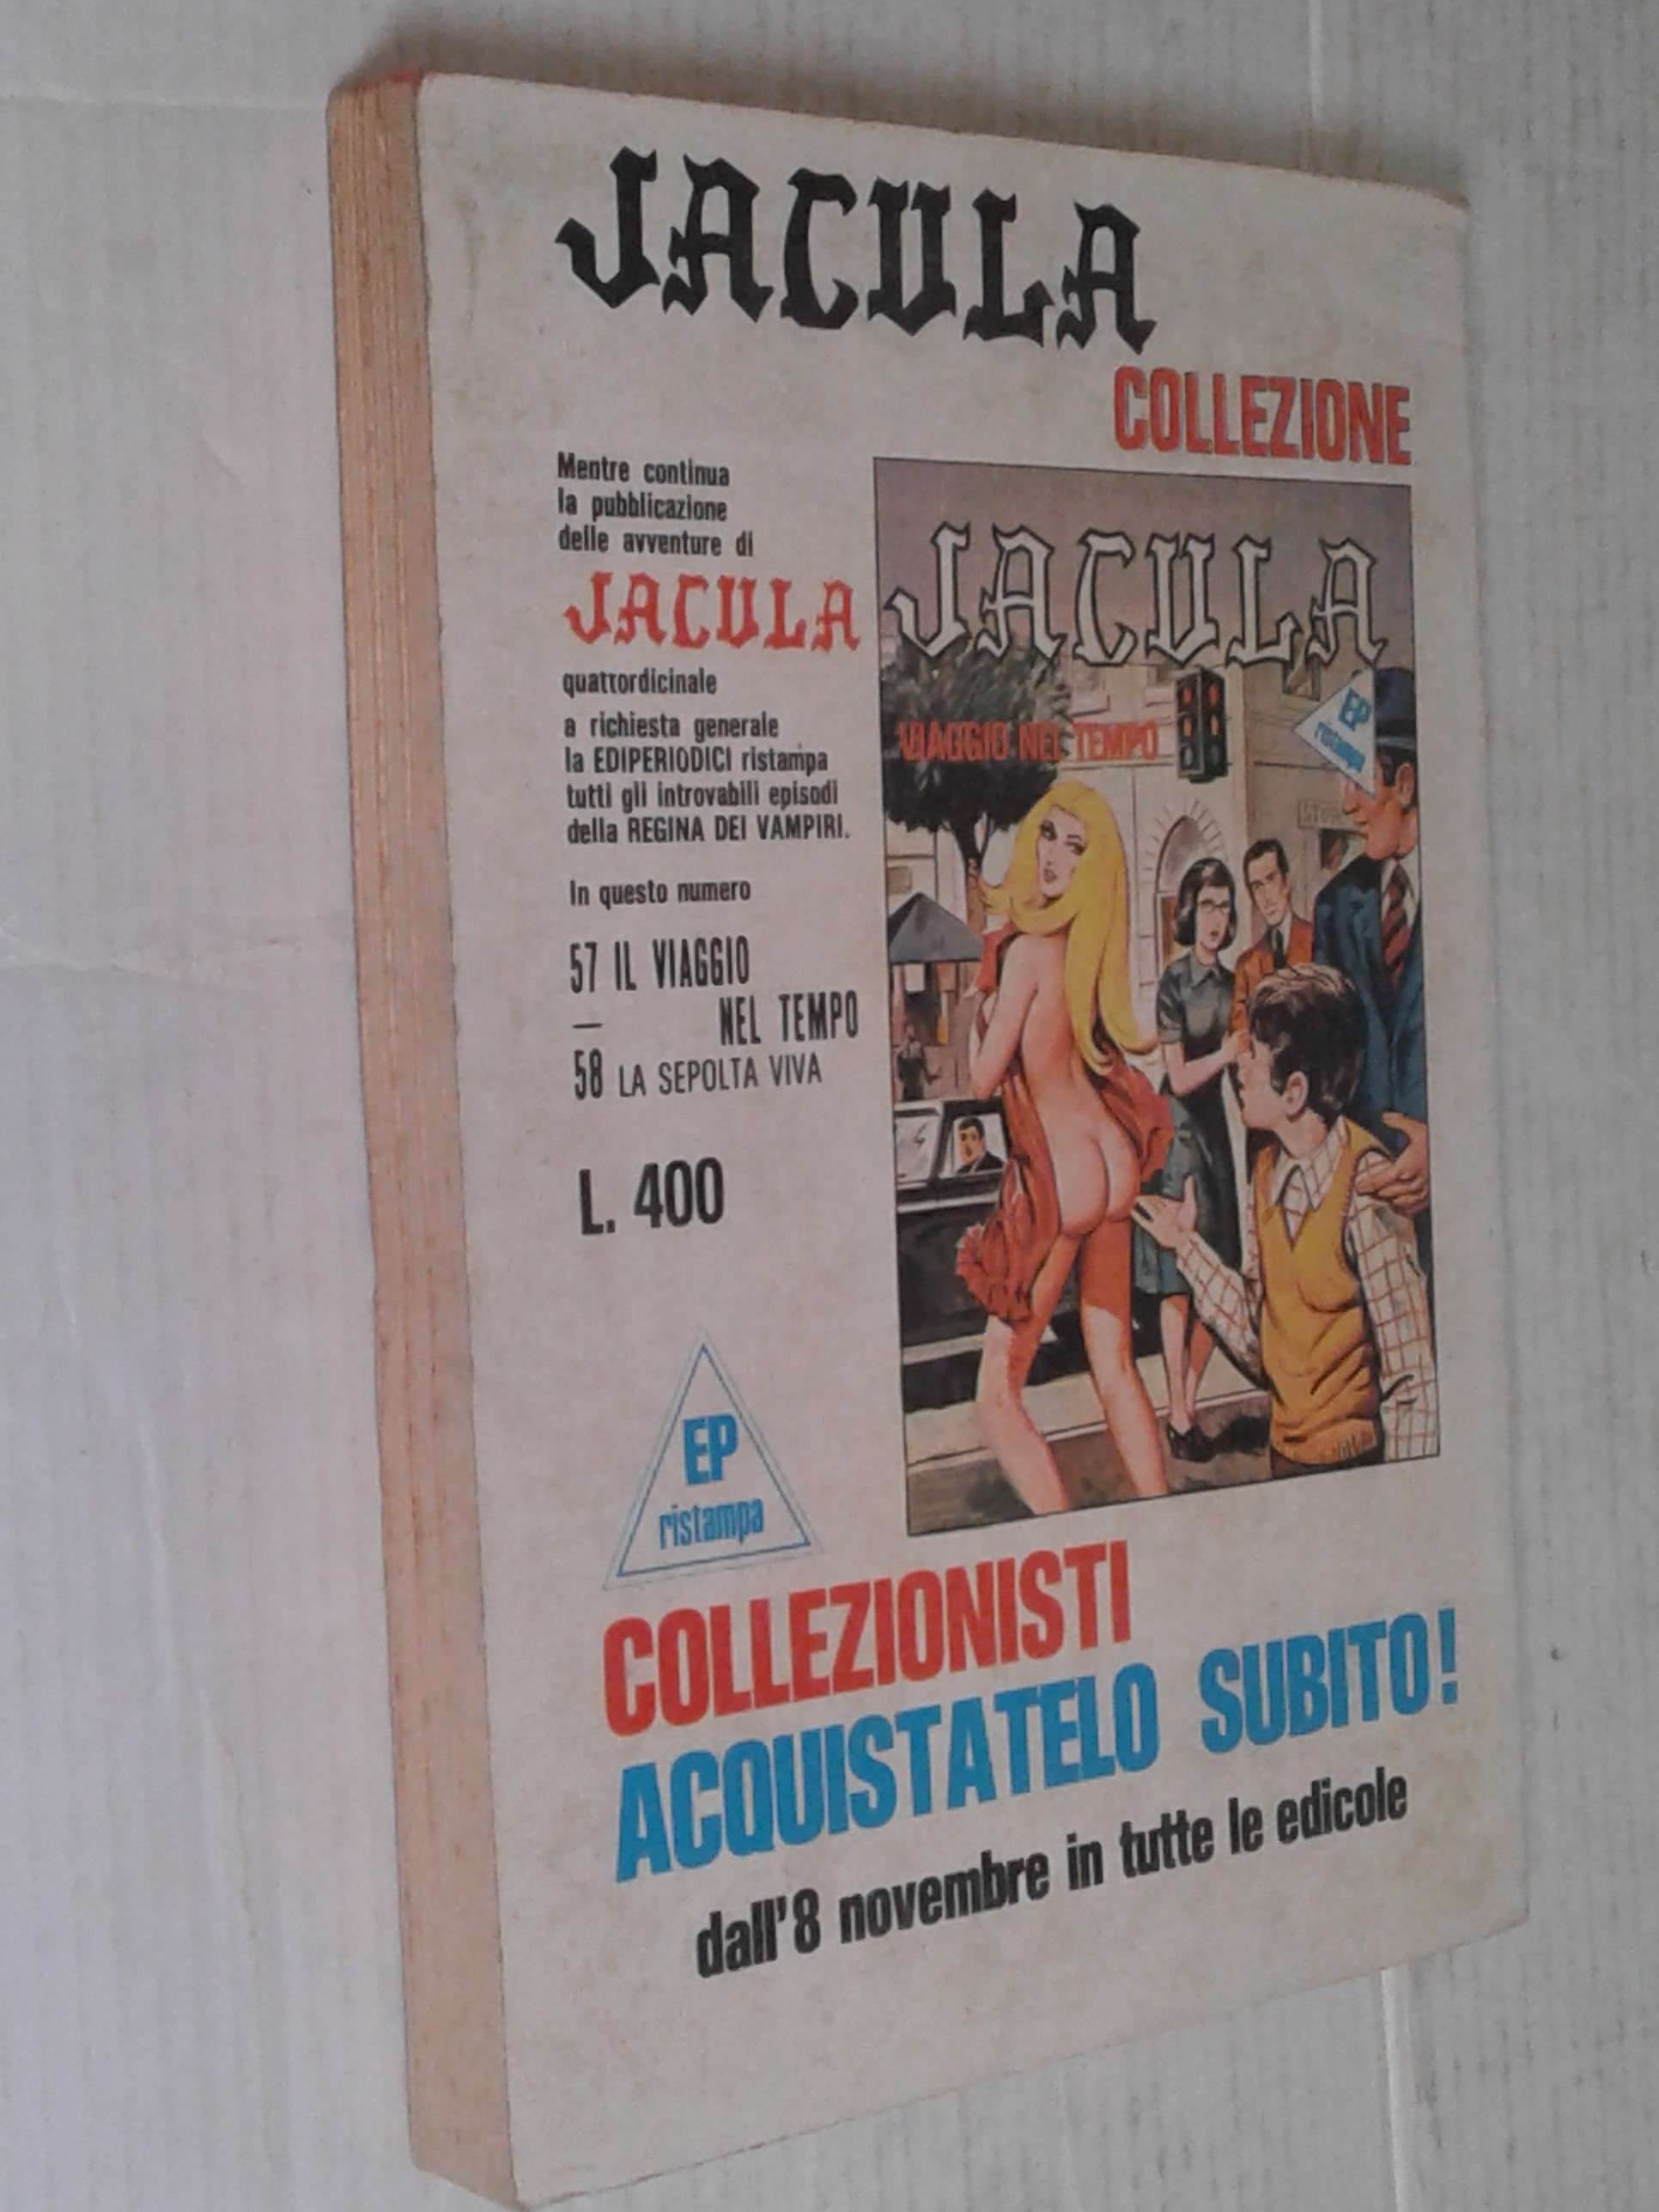 JACULA
COLLEZIONE
Mentre continua
la pubblicazione
delle avventure di
JACULA
quattordicinale
a richiesta generale
la EDIPERIODICI ristampa
tutti gli introvabili episodi
della REGINA DEI VAMPIRI.
In questo numero
57 IL VIAGGIO
NEL TEMPO
—
58 LA SEPOLTA VIVA
L. 400
EP
ristampa
JACULA
VIAGGIO NEL TEMPO
EP
ristampa
COLLEZIONISTI
ACQUISTATELO SUBITO!
dall'8 novembre in tutte le edicole